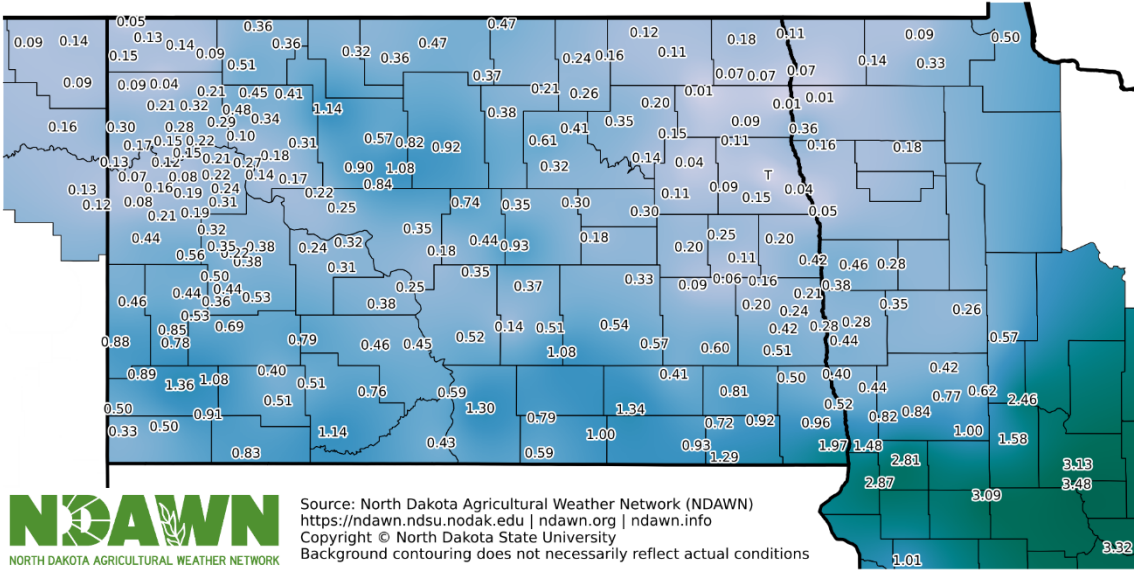 0.05
0.36
0.47
0.09 0.14 0.13 0.14 0.36 0.32 0.47 0.12 0.18 0.11 0.09 0.50
0.15 0.09 0.51 0.36 0.24 0.16 0.11 0.14 0.33
0.09 0.09 0.04 0.37 0.07 0.07 0.07
0.21 0.45 0.41 0.21 0.26 0.01 0.01
0.21 0.32 0.48 1.14 0.38 0.20 0.01
0.16 0.30 0.28 0.29 0.34 0.41 0.35 0.09 0.36
0.17 0.15 0.22 0.10 0.31 0.57 0.82 0.92 0.61 0.15 0.11 0.16 0.18
0.13 0.12 0.15 0.21 0.27 0.18 0.90 1.08 0.32 0.14 0.04
0.07 0.08 0.22 0.14 0.17 0.84 T
0.13 0.16 0.19 0.24 0.22 0.11 0.09 0.04
0.12 0.08 0.31 0.25 0.74 0.35 0.30 0.15
0.21 0.19 0.30 0.05
0.44 0.32 0.35 0.44 0.93 0.18 0.25 0.20
0.56 0.35 0.22 0.38 0.24 0.32 0.18 0.20
0.38 0.31 0.35 0.11 0.42 0.46 0.28
0.50 0.25 0.37 0.33 0.09 0.06 0.16 0.38
0.46 0.44 0.44 0.36 0.53 0.38 0.20 0.21 0.35 0.26
0.53 0.69 0.14 0.51 0.54 0.24 0.28
0.88 0.85 0.78 0.79 0.46 0.45 0.52 0.42 0.28 0.44 0.57
1.08 0.57 0.60 0.51
0.89 0.40 0.41 0.50 0.40 0.42
1.36 1.08 0.51 0.76 0.59 0.81 0.44 0.77 0.62 2.46
0.50 0.91 0.51 1.30 0.79 1.34 0.52 0.82 0.84
0.33 0.50 1.14 1.00 0.72 0.92 0.96 1.00 1.58
0.83 0.43 0.59 0.93 1.29 1.97 1.48 2.81 3.13
2.87 3.09 3.48
1.01 3.32
NDAWN
NORTH DAKOTA AGRICULTURAL WEATHER NETWORK
Source: North Dakota Agricultural Weather Network (NDAWN)
https://ndawn.ndsu.nodak.edu | ndawn.org | ndawn.info
Copyright © North Dakota State University
Background contouring does not necessarily reflect actual conditions